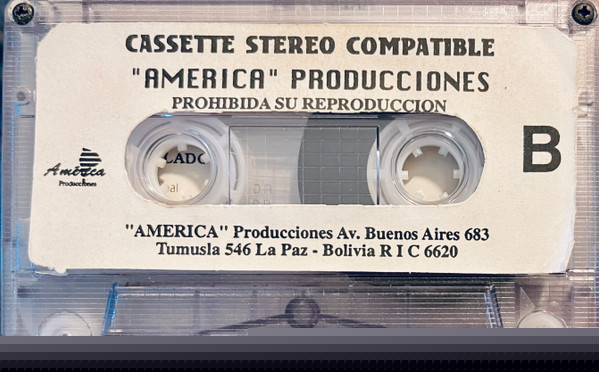 CASSETTE STEREO COMPATIBLE
"AMERICA" PRODUCCIONES
PROHIBIDA SU REPRODUCCION
B
América
Producciones
"AMERICA" Producciones Av. Buenos Aires 683
Tumusla 546 La Paz - Bolivia R I C 6620